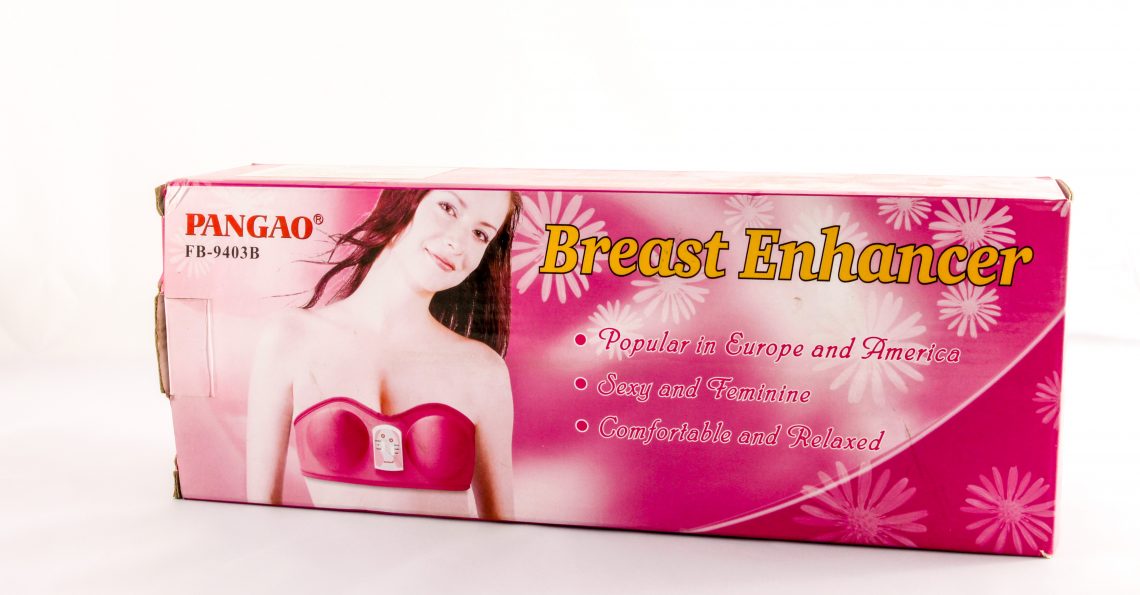 PANGAO®
FB-9403B
Breast Enhancer
• Popular in Europe and America
• Sexy and Feminine
• Comfortable and Relaxed